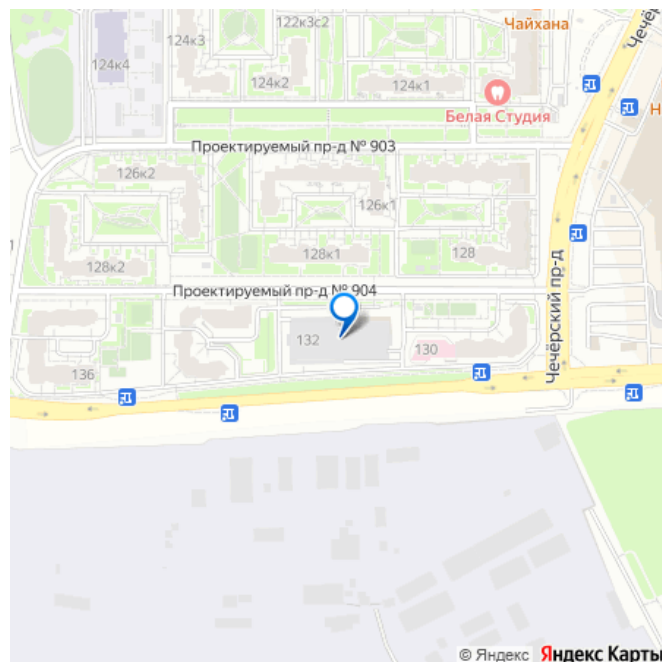 122к3с2
Чайхана
124к3
124к4
124к2
124к1
Белая Студия
Н
Проектируемый пр-д № 903
126к2
126к1
128к1
128
128к2
Проектируемый пр-д № 904
132
130
136
Чечёрский пр-д
© Яндекс Яндекс Карты